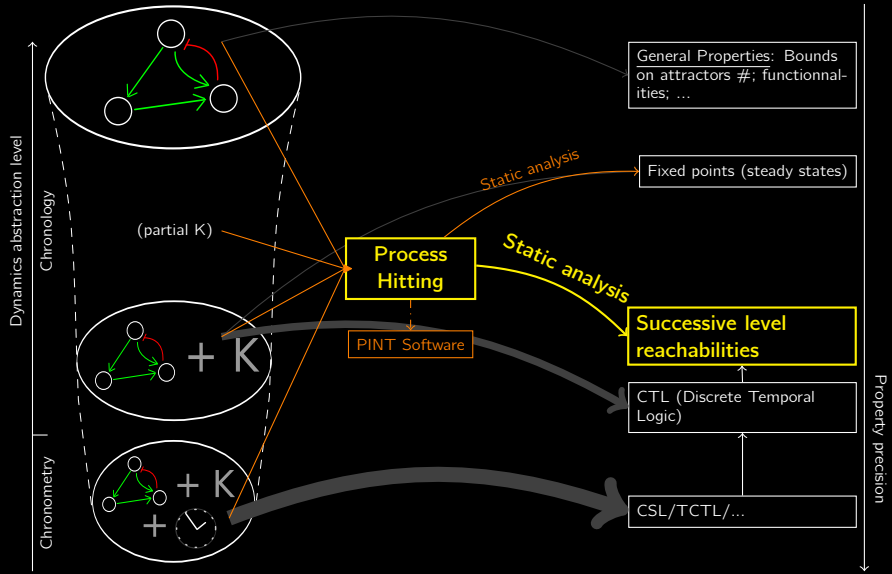 General Properties: Bounds
on attractors #; functionnal-
ities; ...
Static analysis
Fixed points (steady states)
Dynamics abstraction level
Chronology
(partial K)
Process
Hitting
Static analysis
Successive level
reachabilities
+ K
PINT Software
CTL (Discrete Temporal
Logic)
Property precision
Chronometry
+ K
+
CSL/TCTL/...